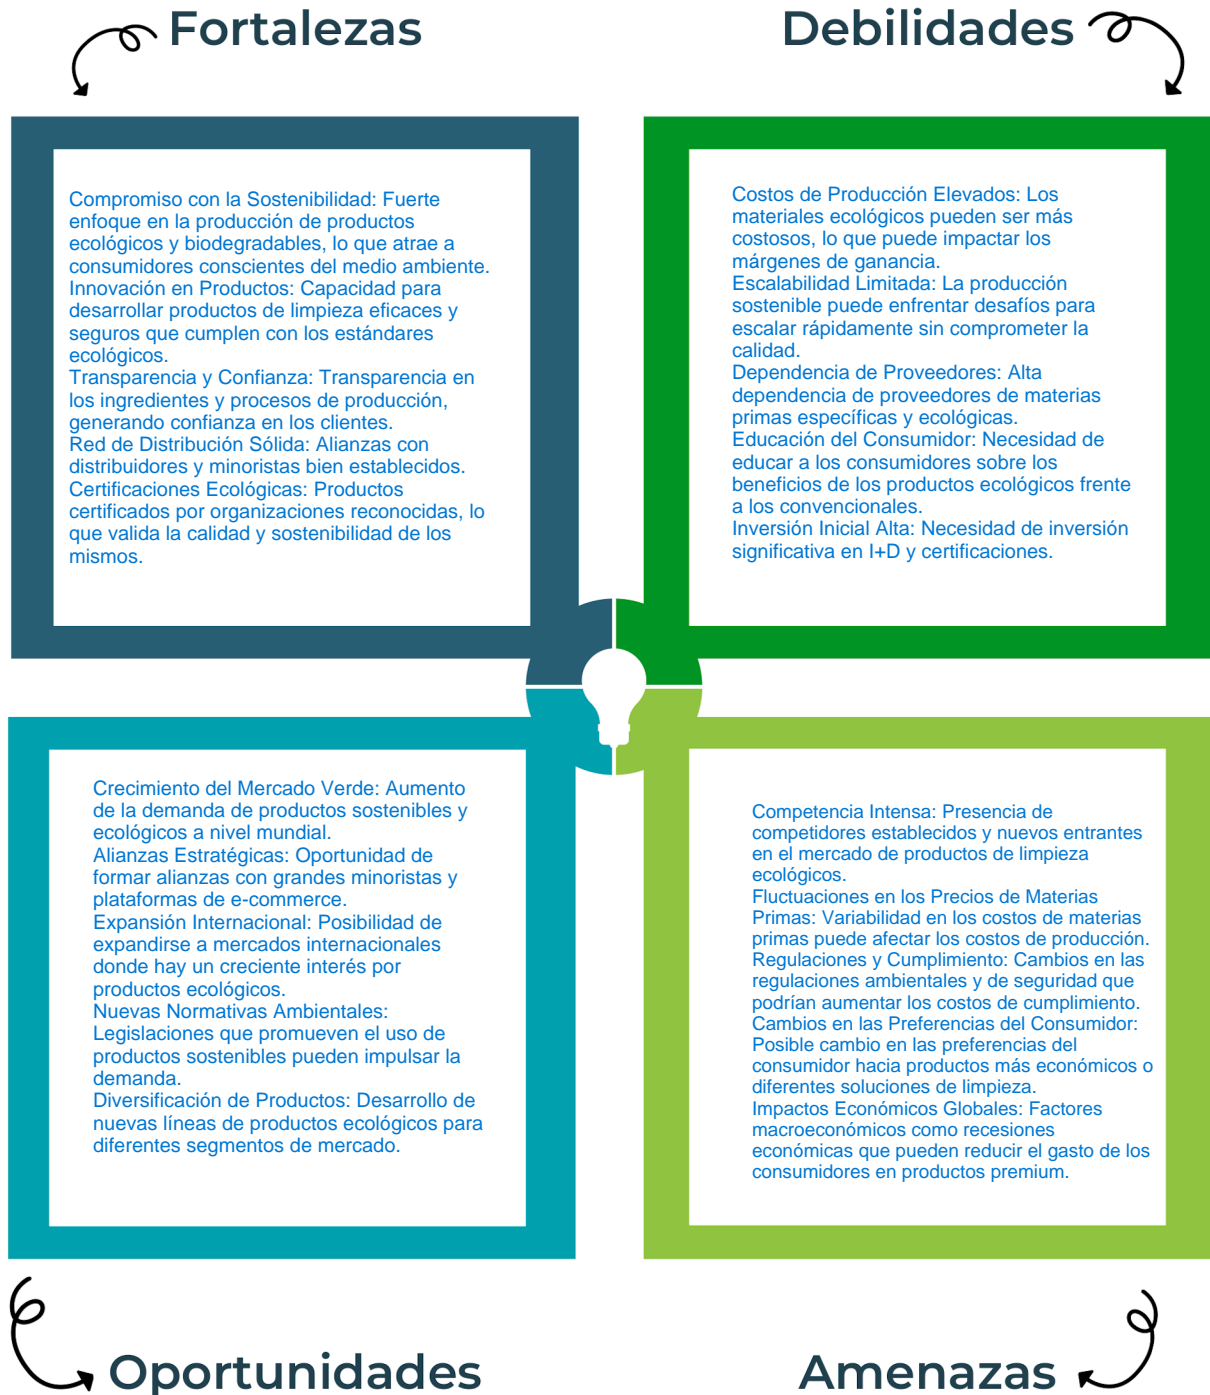 Fortalezas
Compromiso con la Sostenibilidad: Fuerte
enfoque en la producción de productos
ecológicos y biodegradables, lo que atrae a
consumidores conscientes del medio ambiente.
Innovación en Productos: Capacidad para
desarrollar productos de limpieza eficaces y
seguros que cumplen con los estándares
ecológicos.
Transparencia y Confianza: Transparencia en
los ingredientes y procesos de producción,
generando confianza en los clientes.
Red de Distribución Sólida: Alianzas con
distribuidores y minoristas bien establecidos.
Certificaciones Ecológicas: Productos
certificados por organizaciones reconocidas, lo
que valida la calidad y sostenibilidad de los
mismos.
Debilidades
Costos de Producción Elevados: Los
materiales ecológicos pueden ser más
costosos, lo que puede impactar los
márgenes de ganancia.
Escalabilidad Limitada: La producción
sostenible puede enfrentar desafíos para
escalar rápidamente sin comprometer la
calidad.
Dependencia de Proveedores: Alta
dependencia de proveedores de materias
primas específicas y ecológicas.
Educación del Consumidor: Necesidad de
educar a los consumidores sobre los
beneficios de los productos ecológicos frente
a los convencionales.
Inversión Inicial Alta: Necesidad de inversión
significativa en I+D y certificaciones.
Crecimiento del Mercado Verde: Aumento
de la demanda de productos sostenibles y
ecológicos a nivel mundial.
Alianzas Estratégicas: Oportunidad de
formar alianzas con grandes minoristas y
plataformas de e-commerce.
Expansión Internacional: Posibilidad de
expandirse a mercados internacionales
donde hay un creciente interés por
productos ecológicos.
Nuevas Normativas Ambientales:
Legislaciones que promueven el uso de
productos sostenibles pueden impulsar la
demanda.
Diversificación de Productos: Desarrollo de
nuevas líneas de productos ecológicos para
diferentes segmentos de mercado.
Oportunidades
Competencia Intensa: Presencia de
competidores establecidos y nuevos entrantes
en el mercado de productos de limpieza
ecológicos.
Fluctuaciones en los Precios de Materias
Primas: Variabilidad en los costos de materias
primas puede afectar los costos de producción.
Regulaciones y Cumplimiento: Cambios en las
regulaciones ambientales y de seguridad que
podrían aumentar los costos de cumplimiento.
Cambios en las Preferencias del Consumidor:
Posible cambio en las preferencias del
consumidor hacia productos más económicos o
diferentes soluciones de limpieza.
Impactos Económicos Globales: Factores
macroeconómicos como recesiones
económicas que pueden reducir el gasto de los
consumidores en productos premium.
Amenazas